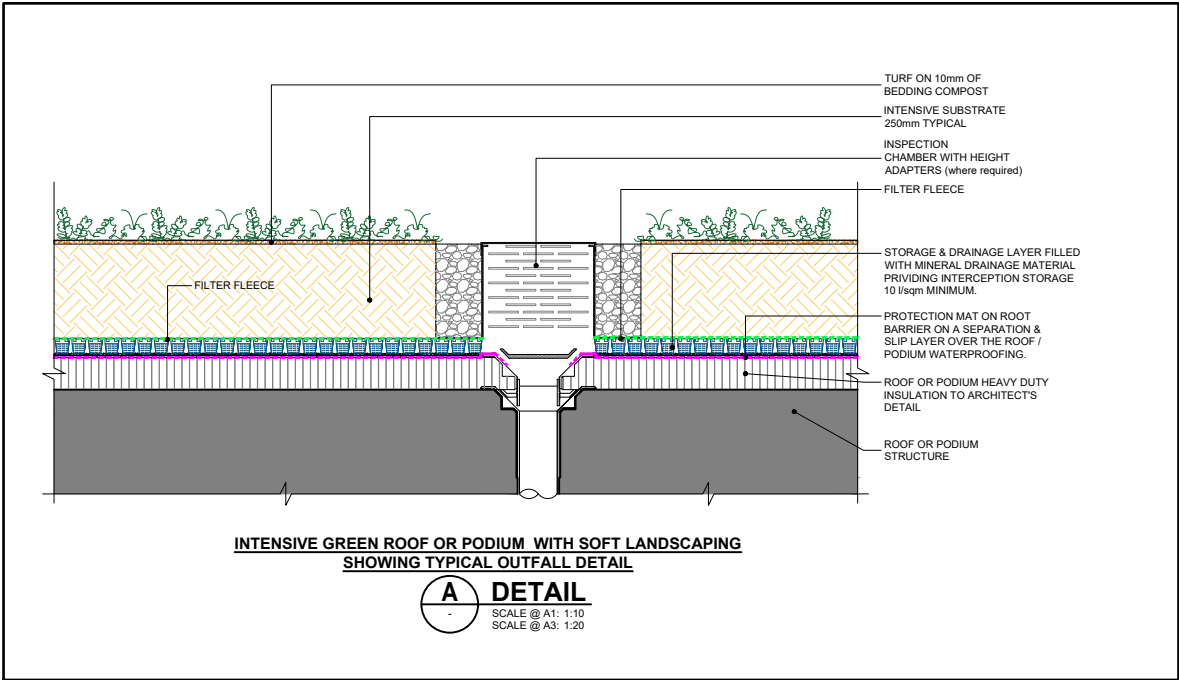 TURF ON 10mm OF
BEDDING COMPOST
INTENSIVE SUBSTRATE
250mm TYPICAL
INSPECTION
CHAMBER WITH HEIGHT
ADAPTERS (where required)
FILTER FLEECE
STORAGE & DRAINAGE LAYER FILLED
WITH MINERAL DRAINAGE MATERIAL
PRIVIDING INTERCEPTION STORAGE
10 l/sqm MINIMUM.
FILTER FLEECE
PROTECTION MAT ON ROOT
BARRIER ON A SEPARATION &
SLIP LAYER OVER THE ROOF /
PODIUM WATERPROOFING.
ROOF OR PODIUM HEAVY DUTY
INSULATION TO ARCHITECT'S
DETAIL
ROOF OR PODIUM
STRUCTURE
INTENSIVE GREEN ROOF OR PODIUM WITH SOFT LANDSCAPING
SHOWING TYPICAL OUTFALL DETAIL
A
-
DETAIL
SCALE @ A1: 1:10
SCALE @ A3: 1:20